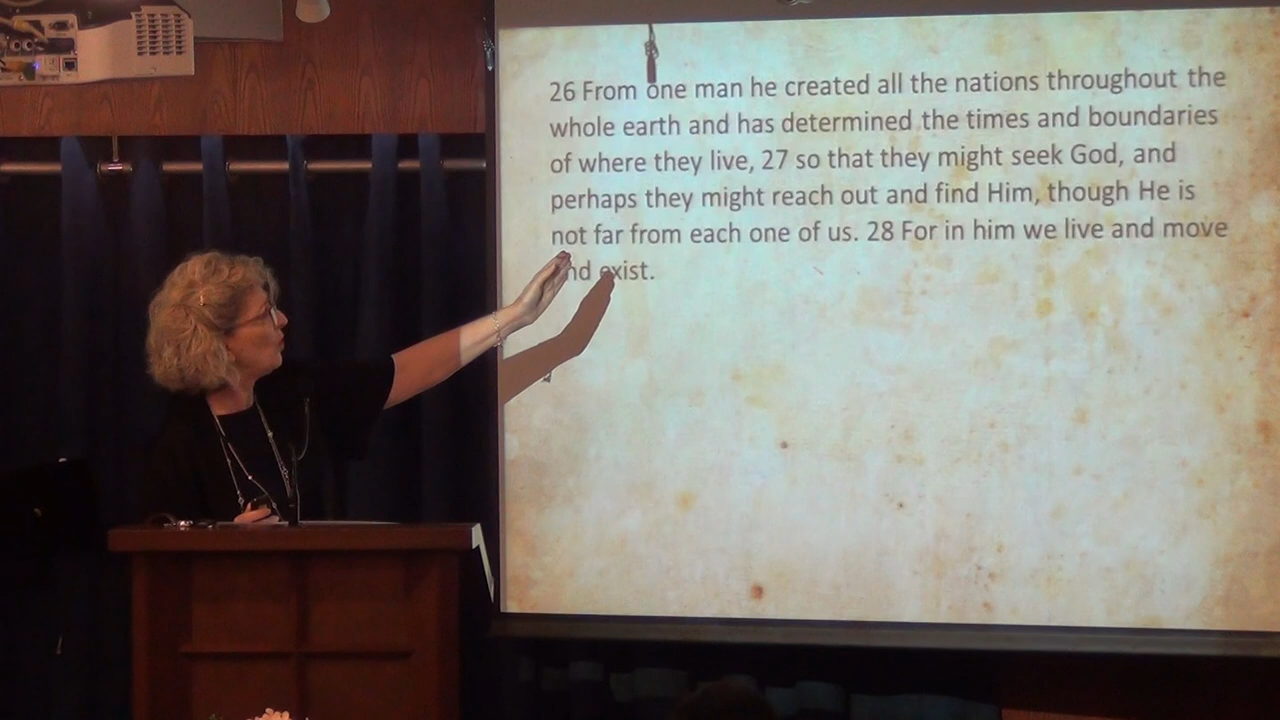 26 From one man he created all the nations throughout the
whole earth and has determined the times and boundaries
of where they live, 27 so that they might seek God, and
perhaps they might reach out and find Him, though He is
not far from each one of us. 28 For in him we live and move
and exist.